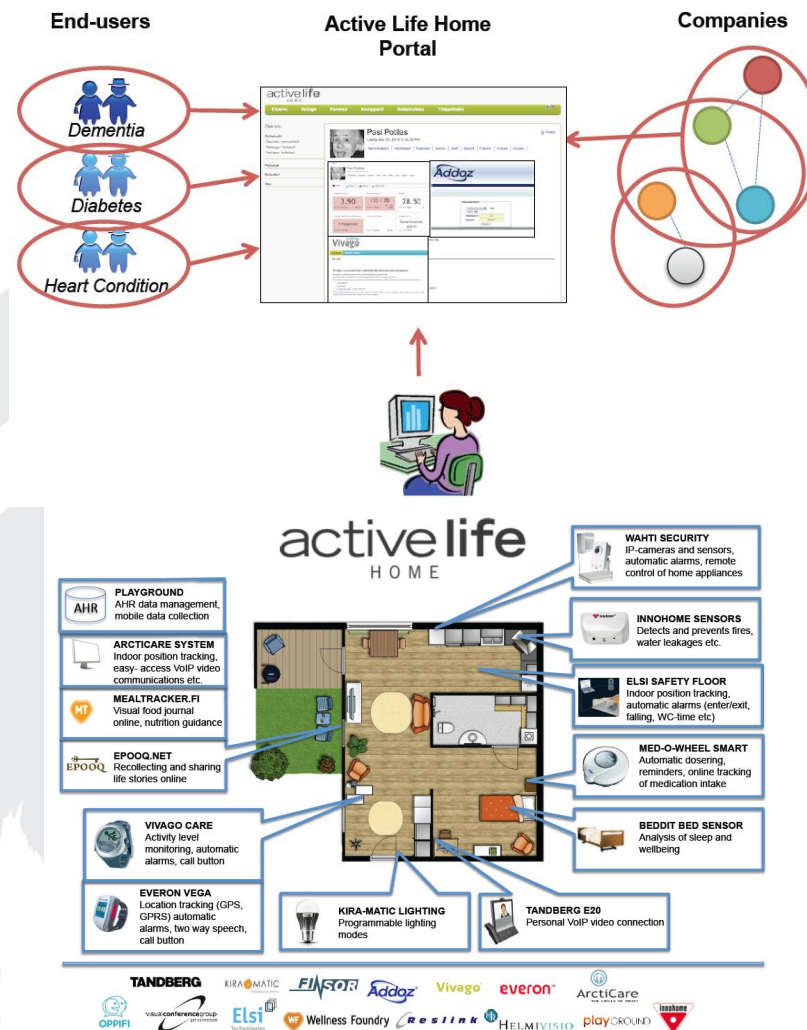 End-users
Active Life Home
Portal
Companies
Dementia
Diabetes
Heart Condition
activelife
HOME
Pasi Potilas
3.90
78.50
Addoz
Vivago
active life
HOME
WAHTI SECURITY
IP-cameras and sensors,
automatic alarms, remote
control of home appliances
AHR
PLAYGROUND
AHR data management,
mobile data collection
INNOHOME SENSORS
Detects and prevents fires,
water leakages etc.
ARCTICARE SYSTEM
Indoor position tracking,
easy- access VoIP video
communications etc.
ELSI SAFETY FLOOR
Indoor position tracking,
automatic alarms (enter/exit,
falling, WC-time etc)
MT
MEALTRACKER.FI
Visual food journal
online, nutrition guidance
EPOOQ
EPOOQ.NET
Recollecting and sharing
life stories online
MED-O-WHEEL SMART
Automatic dosering,
reminders, online tracking
of medication intake
VIVAGO CARE
Activity level
monitoring, automatic
alarms, call button
BEDDIT BED SENSOR
Analysis of sleep and
wellbeing
EVERON VEGA
Location tracking (GPS,
GPRS) automatic
alarms, two way speech,
call button
KIRA-MATIC LIGHTING
Programmable lighting
modes
TANDBERG E20
Personal VoIP video connection
TANDBERG
KIRA MATIC
FINSOR
Addoz
Vivago
everon
ArctiCare
OPPIFI
visualconferencegroup
get connected
Elsi
Technologies
WF Wellness Foundry
Reslink
HELMIVISIO
playGROUND
innohome